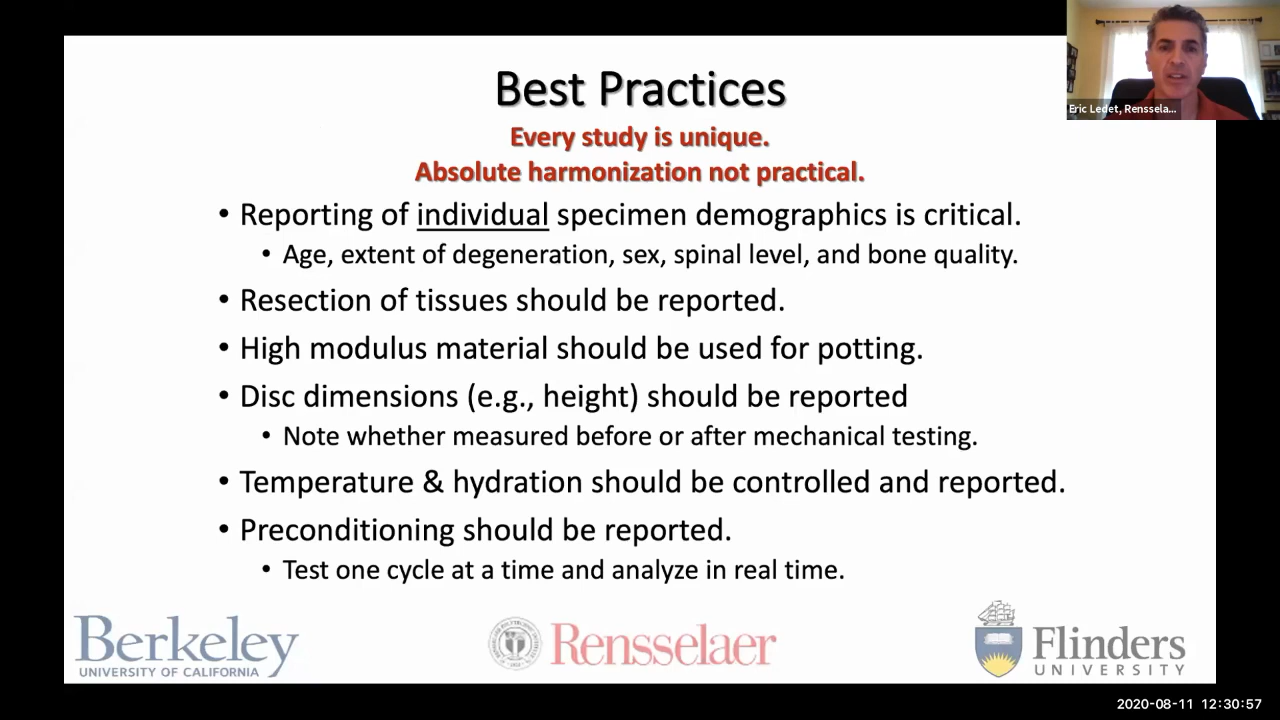 Best Practices
Every study is unique.
Absolute harmonization not practical.
• Reporting of individual specimen demographics is critical.
• Age, extent of degeneration, sex, spinal level, and bone quality.
• Resection of tissues should be reported.
• High modulus material should be used for potting.
• Disc dimensions (e.g., height) should be reported
• Note whether measured before or after mechanical testing.
• Temperature & hydration should be controlled and reported.
• Preconditioning should be reported.
• Test one cycle at a time and analyze in real time.
Eric Ledet, Renssela...
Berkeley
UNIVERSITY OF CALIFORNIA
Rensselaer
Flinders
UNIVERSITY
2020-08-11 12:30:57